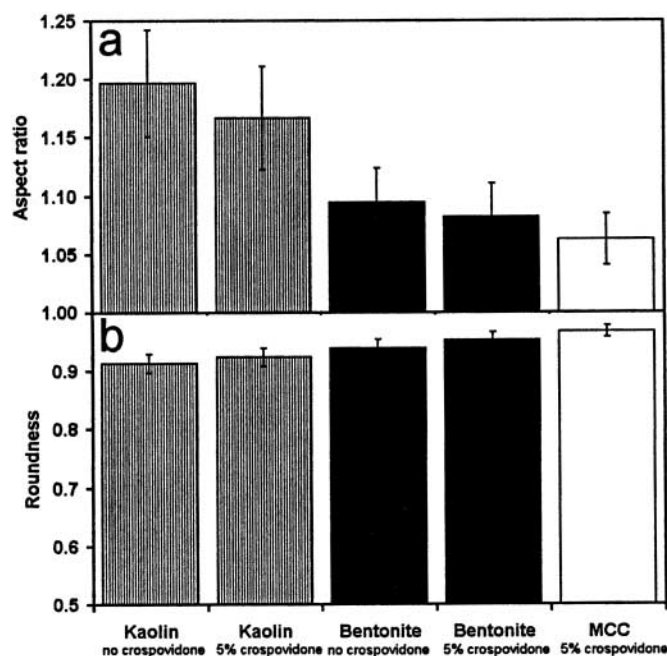 a
1.25
1.20
1.15
1.10
1.05
1.00
Aspect ratio
b
0.9
0.8
0.7
0.6
0.5
Roundness
Kaolin Kaolin Bentonite Bentonite MCC
no crospovidone 5% crospovidone no crospovidone 5% crospovidone 5% crospovidone